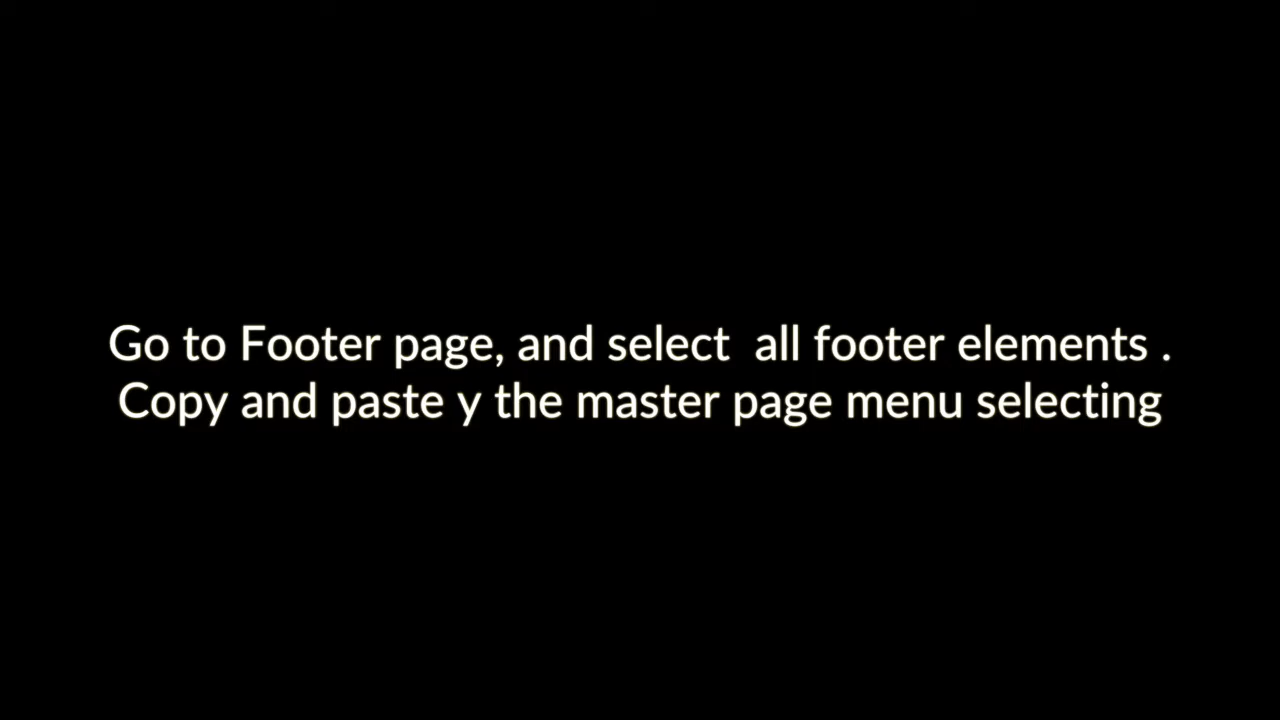 Go to Footer page, and select  all footer elements .
Copy and paste y the master page menu selecting